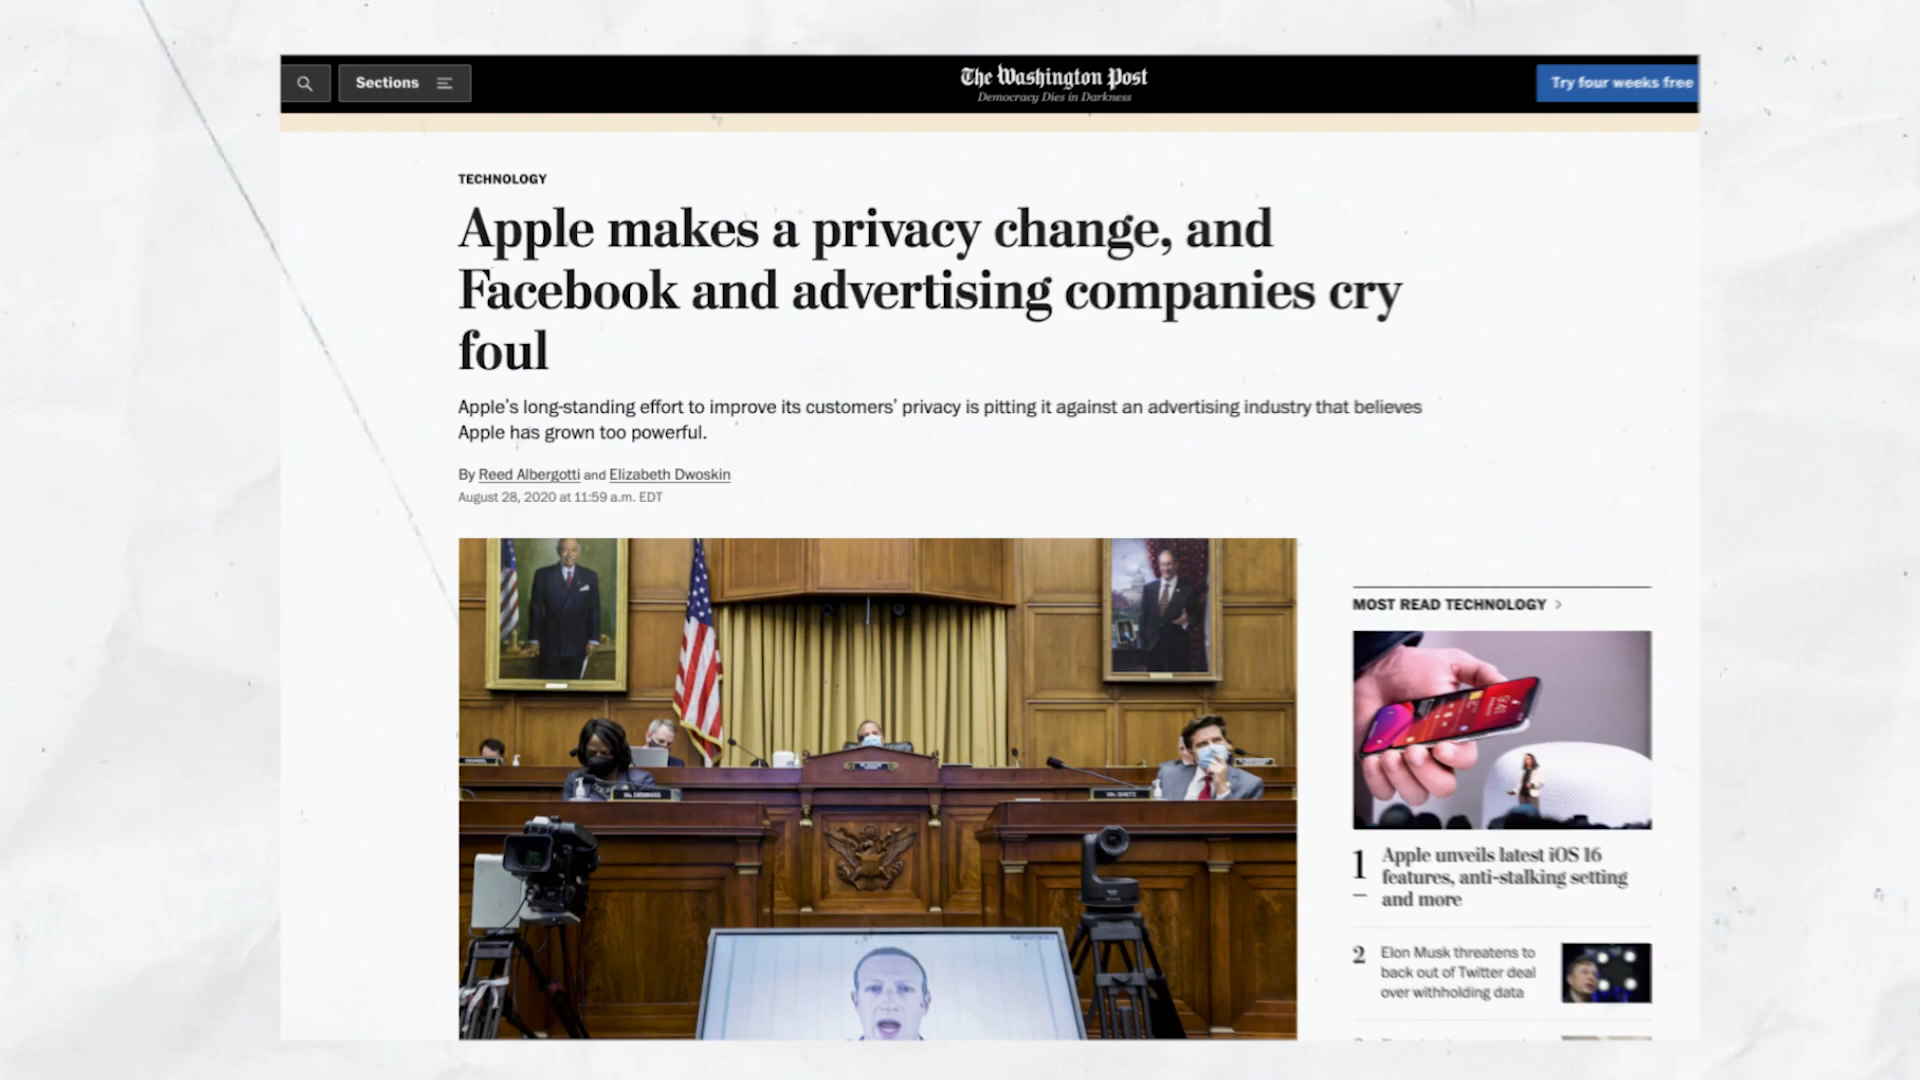 Sections
The Washington Post
Democracy Dies in Darkness
Try four weeks free
TECHNOLOGY
Apple makes a privacy change, and
Facebook and advertising companies cry
foul
Apple's long-standing effort to improve its customers' privacy is pitting it against an advertising industry that believes
Apple has grown too powerful.
By Reed Albergotti and Elizabeth Dwoskin
August 28, 2020 at 11:59 a.m. EDT
MOST READ TECHNOLOGY >
9:41
1
Apple unveils latest iOS 16
features, anti-stalking setting
and more
2
Elon Musk threatens to
back out of Twitter deal
over withholding data